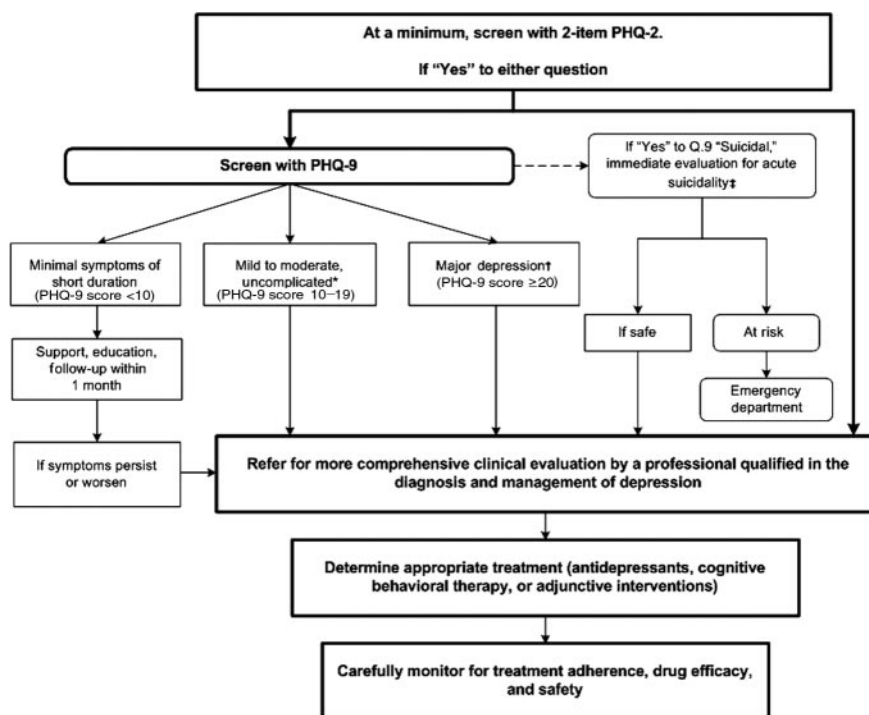 At a minimum, screen with 2-item PHQ-2.
If “Yes” to either question
Screen with PHQ-9
If “Yes” to Q.9 “Suicidal,”
immediate evaluation for acute
suicidality‡
Minimal symptoms of
short duration
(PHQ-9 score <10)
Mild to moderate,
uncomplicated*
(PHQ-9 score 10–19)
Major depression†
(PHQ-9 score ≥20)
Support, education,
follow-up within
1 month
If safe
At risk
Emergency
department
If symptoms persist
or worsen
Refer for more comprehensive clinical evaluation by a professional qualified in the
diagnosis and management of depression
Determine appropriate treatment (antidepressants, cognitive
behavioral therapy, or adjunctive interventions)
Carefully monitor for treatment adherence, drug efficacy,
and safety